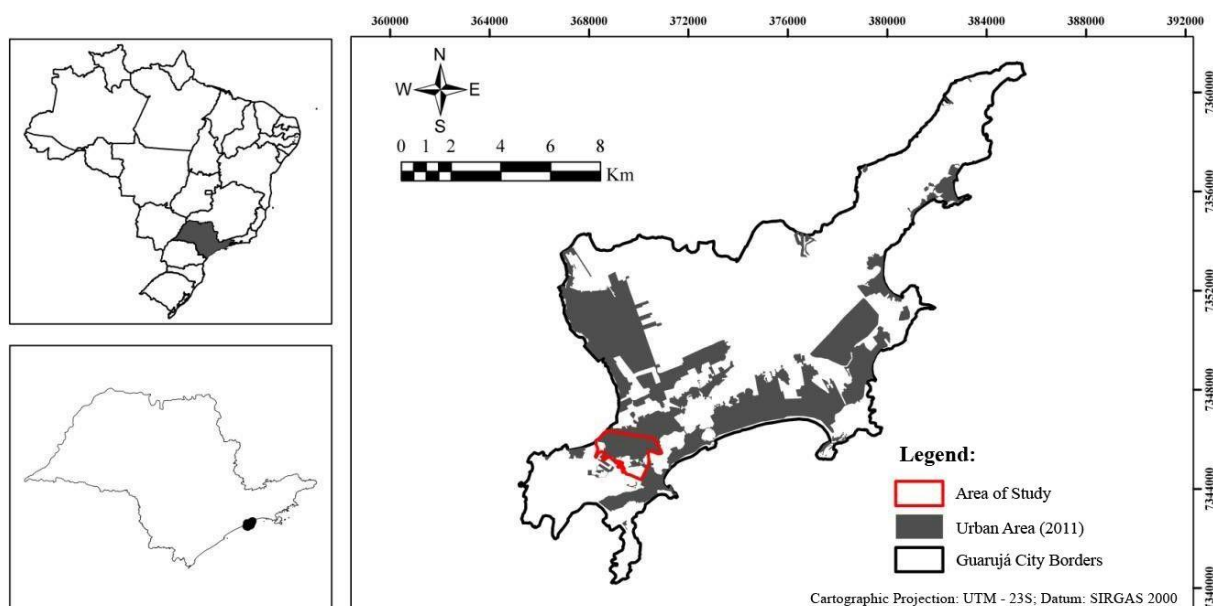 360000 364000 368000 372000 376000 380000 384000 388000 392000
N
W E
S
0 1 2 4 6 8
Km
7360000
7356000
7352000
7348000
7344000
7340000
Legend:
Area of Study
Urban Area (2011)
Guarujá City Borders
Cartographic Projection: UTM - 23S; Datum: SIRGAS 2000